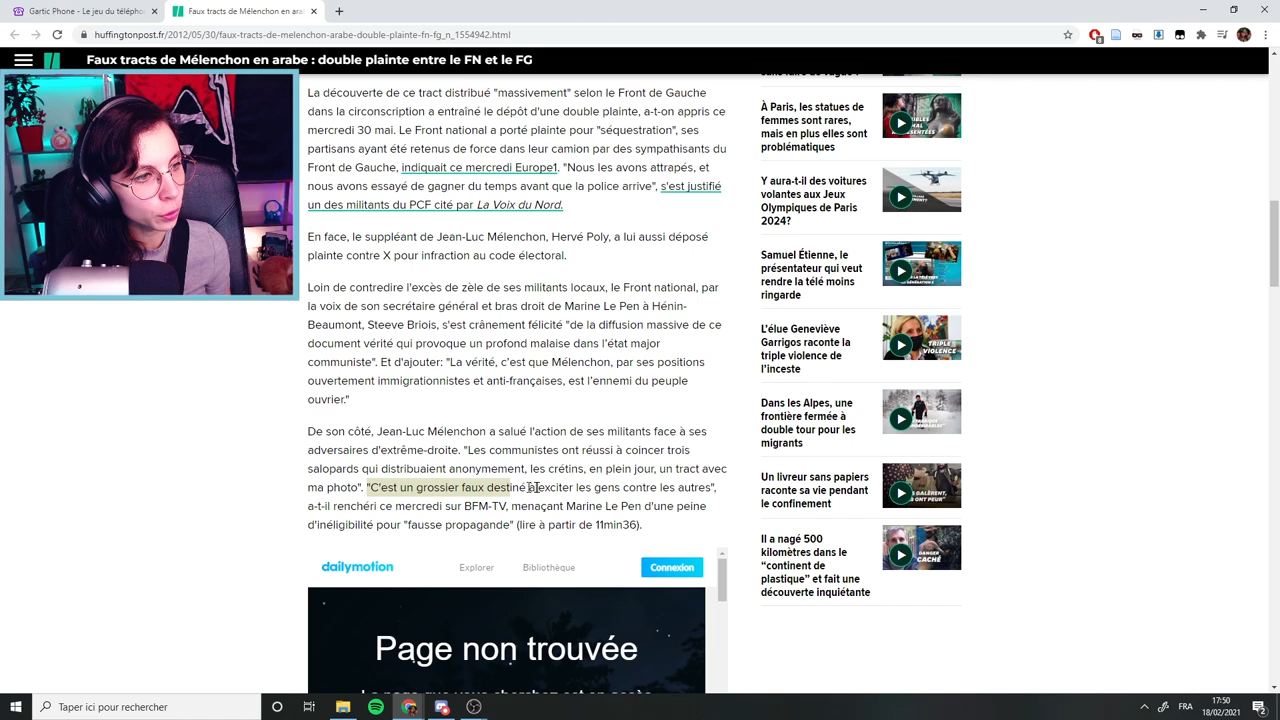 Gartic Phone - Le jeu du téléph
Faux tracts de Mélenchon en ara
huffingtonpost.fr/2012/05/30/faux-tracts-de-melenchon-arabe-double-plainte-fn-fg_n_1554942.html
Faux tracts de Mélenchon en arabe : double plainte entre le FN et le FG
La découverte de ce tract distribué "massivement" selon le Front de Gauche
dans la circonscription a entraîné le dépôt d'une double plainte, a-t-on appris ce
mercredi 30 mai. Le Front national a porté plainte pour "séquestration", ses
partisans ayant été retenus de force dans leur camion par des sympathisants du
Front de Gauche, indiquait ce mercredi Europe1. "Nous les avons attrapés, et
nous avons essayé de gagner du temps avant que la police arrive", s'est justifié
un des militants du PCF cité par La Voix du Nord.
En face, le suppléant de Jean-Luc Mélenchon, Hervé Poly, a lui aussi déposé
plainte contre X pour infraction au code électoral.
Loin de contredire l'excès de zèle de ses militants locaux, le Front national, par
la voix de son secrétaire général et bras droit de Marine Le Pen à Hénin-
Beaumont, Steeve Briois, s'est crânement félicité "de la diffusion massive de ce
document vérité qui provoque un profond malaise dans l'état major
communiste". Et d'ajouter: "La vérité, c'est que Mélenchon, par ses positions
ouvertement immigrationnistes et anti-françaises, est l'ennemi du peuple
ouvrier."
De son côté, Jean-Luc Mélenchon a salué l'action de ses militants face à ses
adversaires d'extrême-droite. "Les communistes ont réussi à coincer trois
salopards qui distribuaient anonymement, les crétins, en plein jour, un tract avec
ma photo". "C'est un grossier faux destiné à exciter les gens contre les autres",
a-t-il renchéri ce mercredi sur BFM-TV, menaçant Marine Le Pen d'une peine
d'inéligibilité pour "fausse propagande" (lire à partir de 11min36).
dailymotion
Explorer
Bibliothèque
Connexion
Page non trouvée
À Paris, les statues de
femmes sont rares,
mais en plus elles sont
problématiques
Y aura-t-il des voitures
volantes aux Jeux
Olympiques de Paris
2024?
Samuel Étienne, le
présentateur qui veut
rendre la télé moins
ringarde
L'élue Geneviève
Garrigos raconte la
triple violence de
l'inceste
TRIPLE
VIOLENCE
Dans les Alpes, une
frontière fermée à
double tour pour les
migrants
Un livreur sans papiers
raconte sa vie pendant
le confinement
Il a nagé 500
kilomètres dans le
"continent de
plastique" et fait une
découverte inquiétante
DANGER
CACHÉ
Taper ici pour rechercher
FRA
17:50
18/02/2021